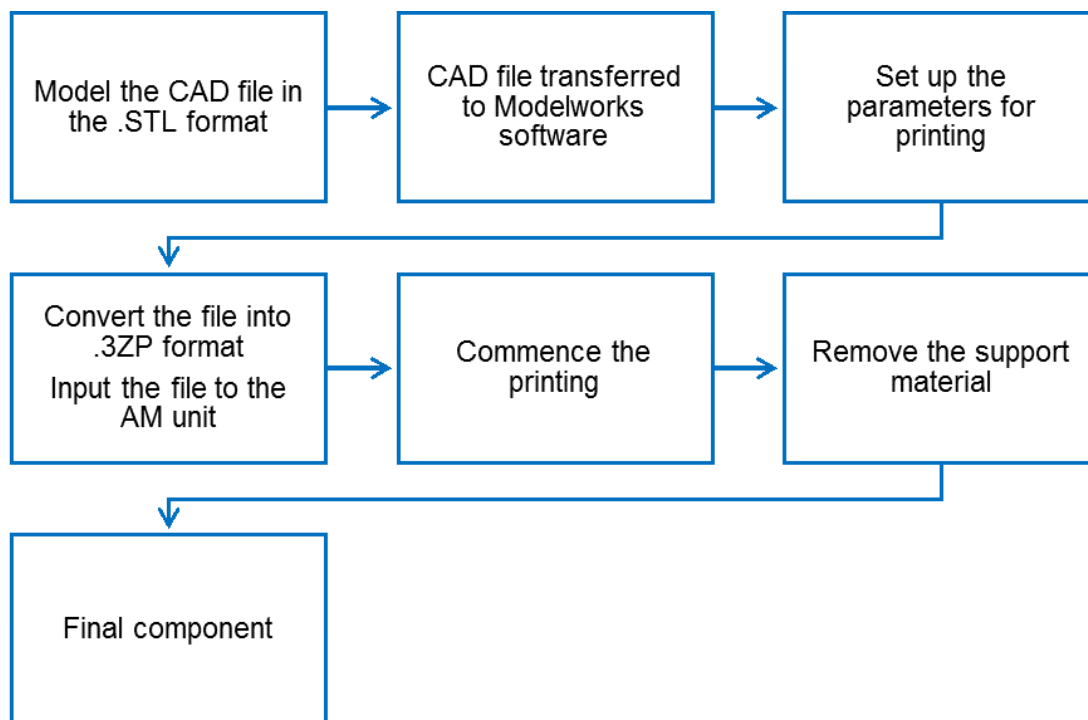 Model the CAD file in
the .STL format
CAD file transferred
to Modelworks
software
Set up the
parameters for
printing
Convert the file into
.3ZP format
Input the file to the
AM unit
Commence the
printing
Remove the support
material
Final component